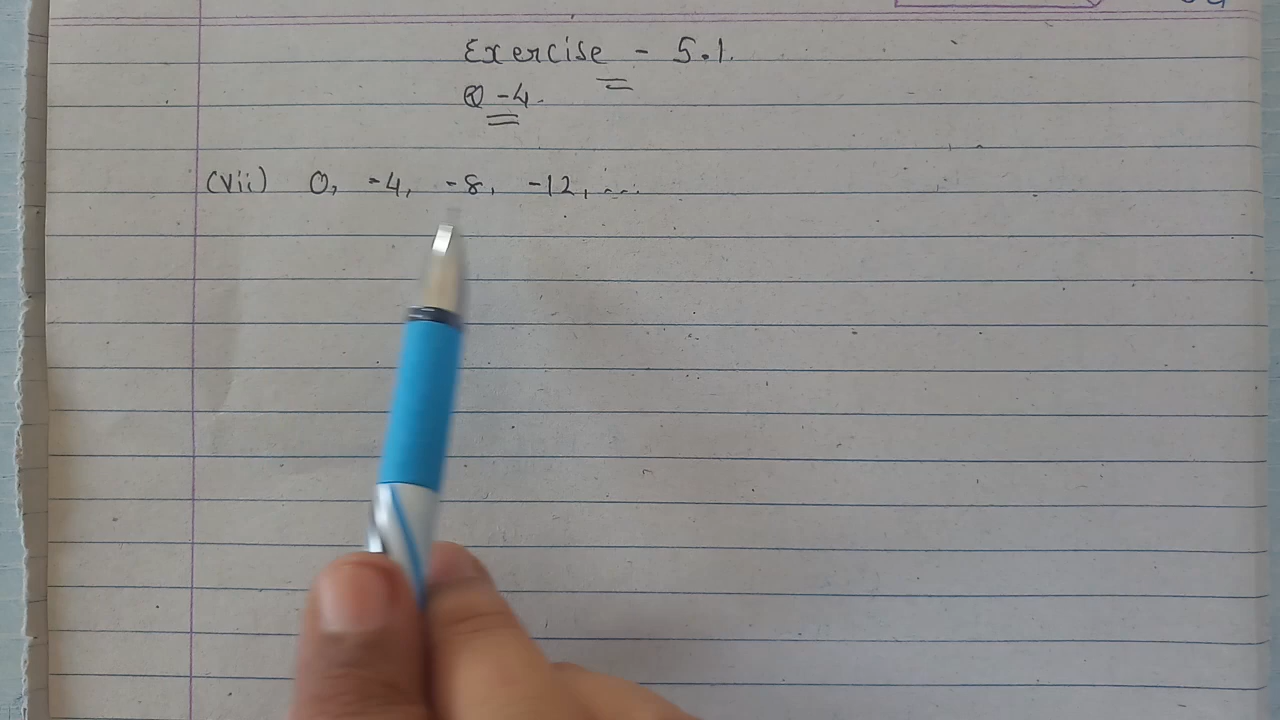 Exercise - 5.1.
Q-4.
(vii) 0, -4, -8, -12, ...